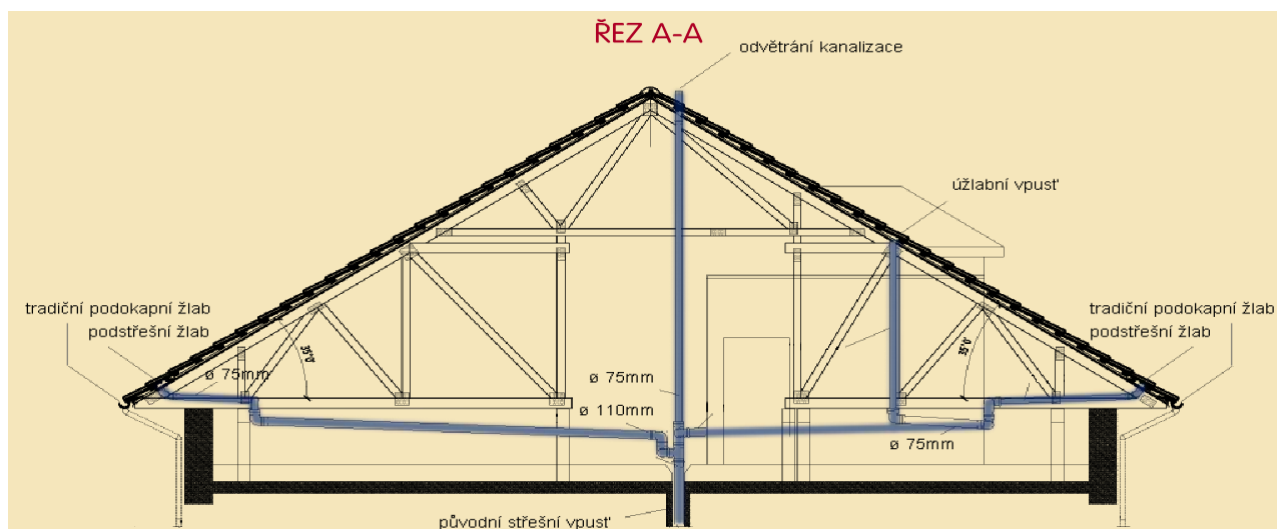 ŘEZ A-A
odvětrání kanalizace
úžlabní vpusť
tradiční podokapní žlab
podstřešní žlab
tradiční podokapní žlab
podstřešní žlab
ø 75mm
ø 75mm
ø 110mm
ø 75mm
původní střešní vpusť